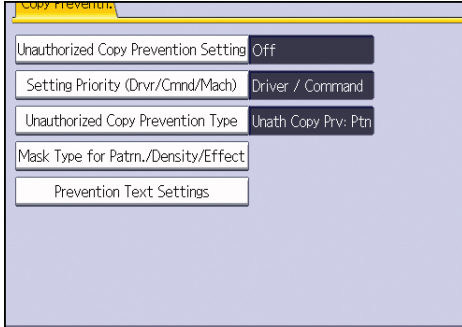 Copy Preventn.
Unauthorized Copy Prevention Setting Off
Setting Priority (Drvr/Cmnd/Mach) Driver / Command
Unauthorized Copy Prevention Type Unath Copy Prv: Ptn
Mask Type for Patrn./Density/Effect
Prevention Text Settings